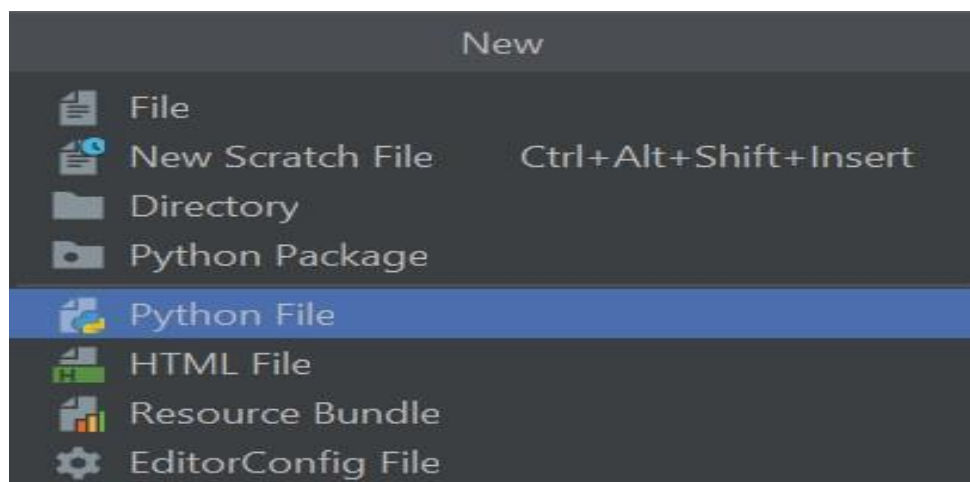 New
File
New Scratch File Ctrl+Alt+Shift+Insert
Directory
Python Package
Python File
H HTML File
Resource Bundle
EditorConfig File